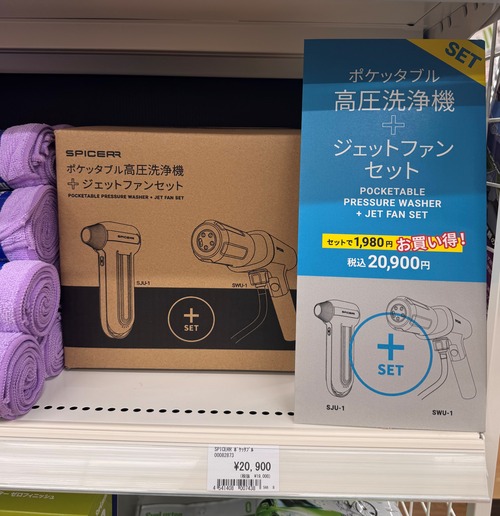 SPICERR
ポケッタブル高圧洗浄機
＋ジェットファンセット
POCKETABLE PRESSURE WASHER + JET FAN SET
SPICERR
SJU-1
SWU-1
+
SET
SET
ポケッタブル
高圧洗浄機
＋
ジェットファン
セット
POCKETABLE
PRESSURE WASHER
+ JET FAN SET
セットで1,980円お買い得!
税込20,900円
SPICERR
+
SET
SJU-1
SWU-1
¥20,900